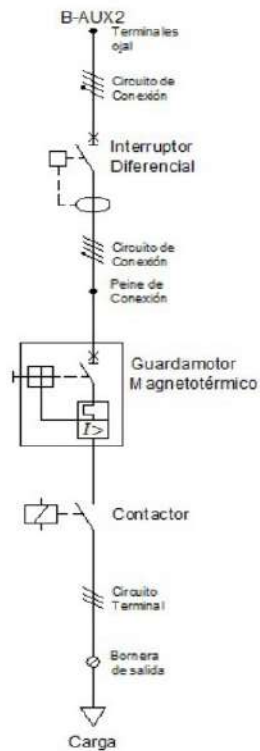 B-AUX2
Terminales
ojal
Circuito de
Conexión
Interruptor
Diferencial
Circuito de
Conexión
Peine de
Conexión
Guardamotor
Magnetotérmico
I>
Contactor
Circuito
Terminal
Bornera
de salida
Carga